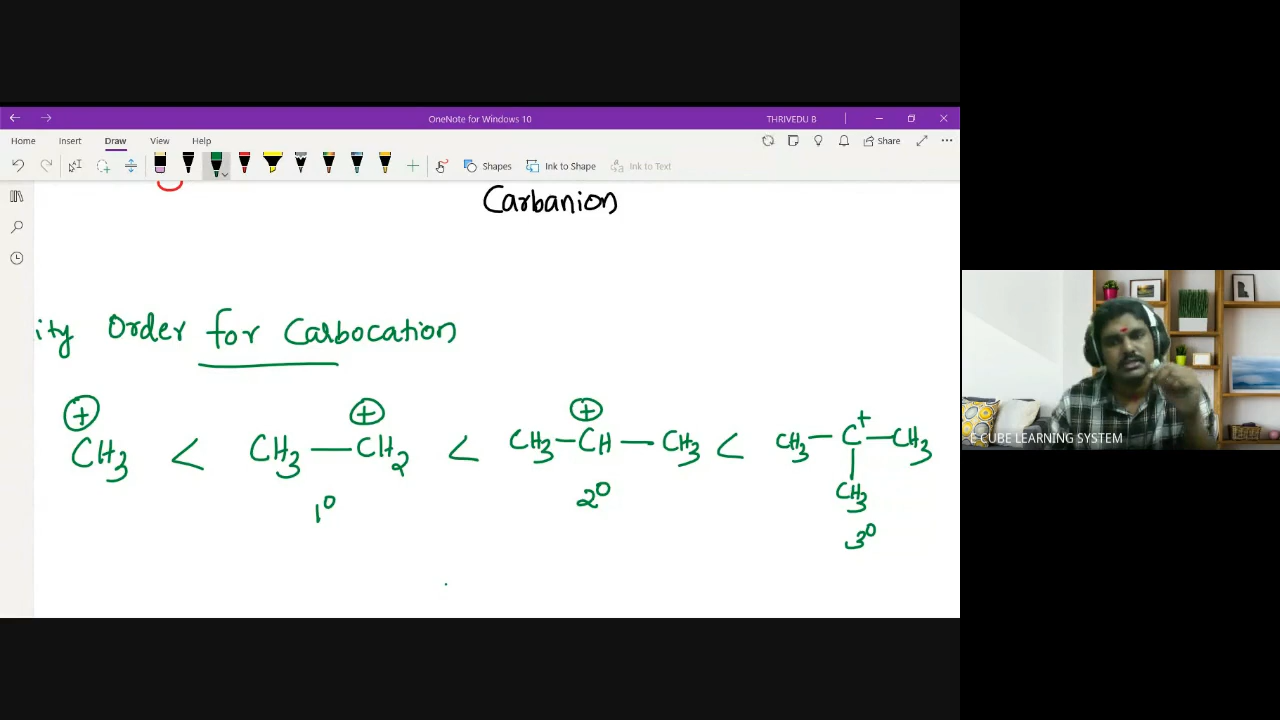 OneNote for Windows 10
THRIVEDU B
Home Insert Draw View Help
Share
Shapes Ink to Shape Ink to Text
Carbanion
ity Order for Carbocation
⊕ ⊕ ⊕ +
CH3 < CH3—CH2 < CH3—CH—CH3 < CH3—C—CH3
CH3
1° 2° 3°
C CUBE LEARNING SYSTEM